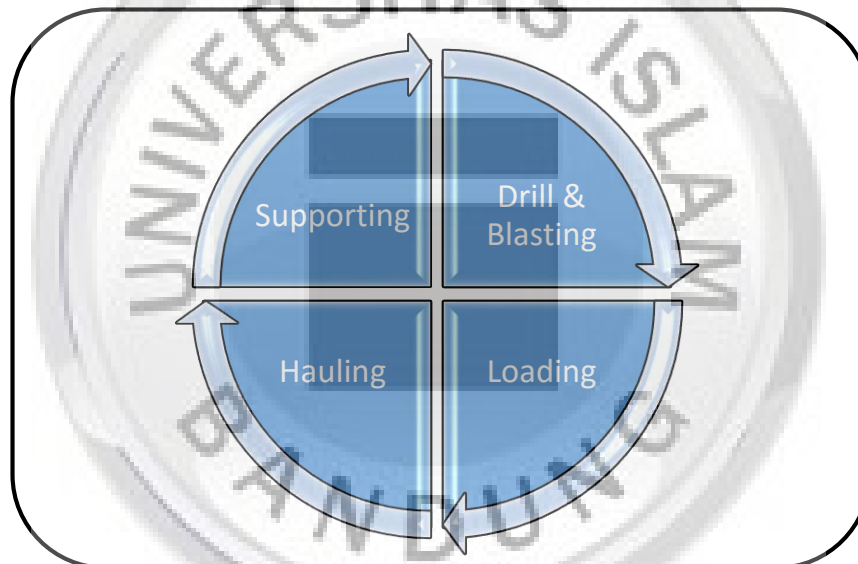 UNIVERSITAS ISLAM
Supporting
Drill &
Blasting
Hauling
Loading
BANDUNG